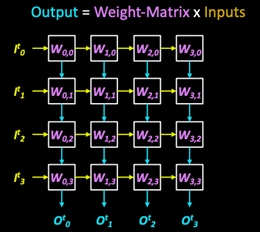 Output = Weight-Matrix x Inputs
Iᵗ₀ W₀,₀ W₁,₀ W₂,₀ W₃,₀
Iᵗ₁ W₀,₁ W₁,₁ W₂,₁ W₃,₁
Iᵗ₂ W₀,₂ W₁,₂ W₂,₂ W₃,₂
Iᵗ₃ W₀,₃ W₁,₃ W₂,₃ W₃,₃
Oᵗ₀ Oᵗ₁ Oᵗ₂ Oᵗ₃